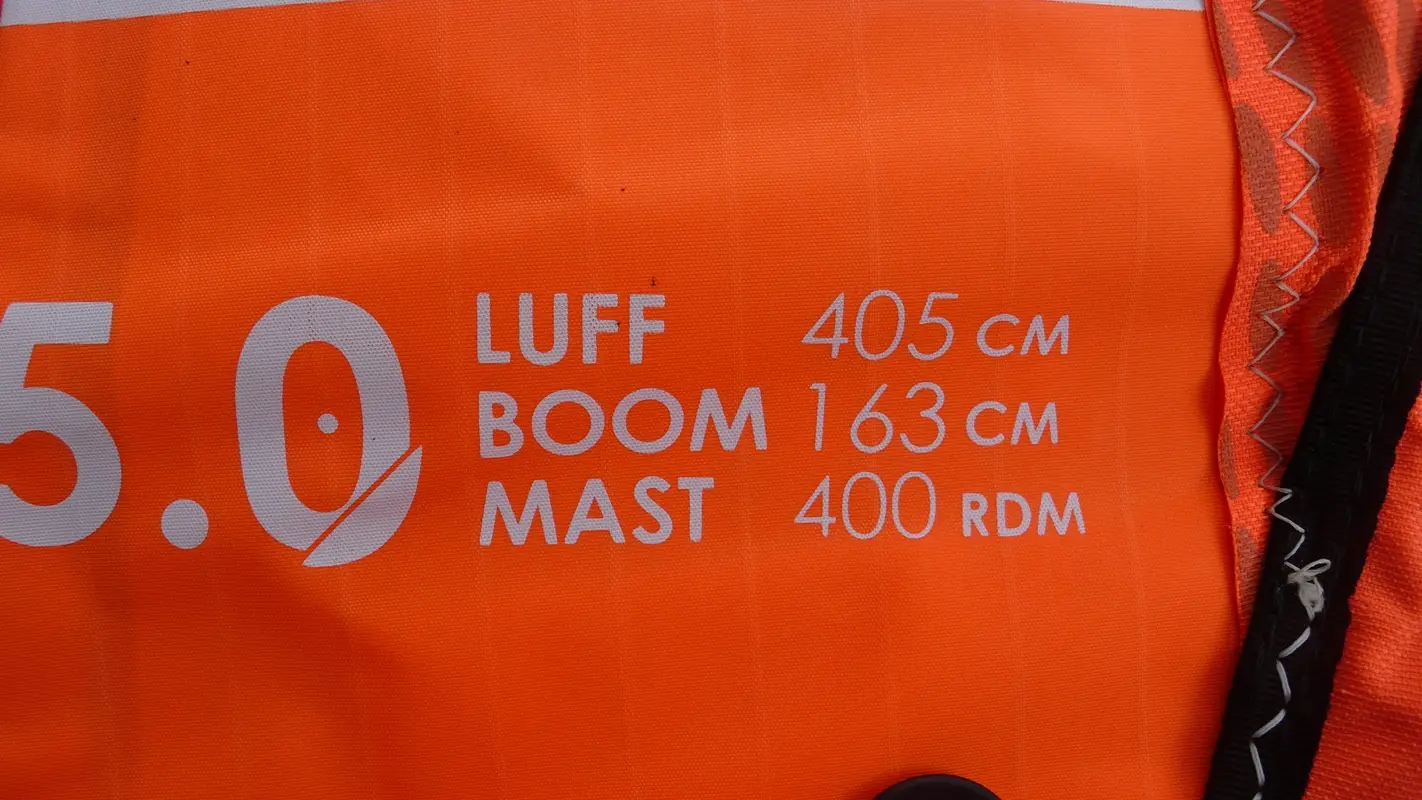 5.0
LUFF 405 CM
BOOM 163 CM
MAST 400 RDM